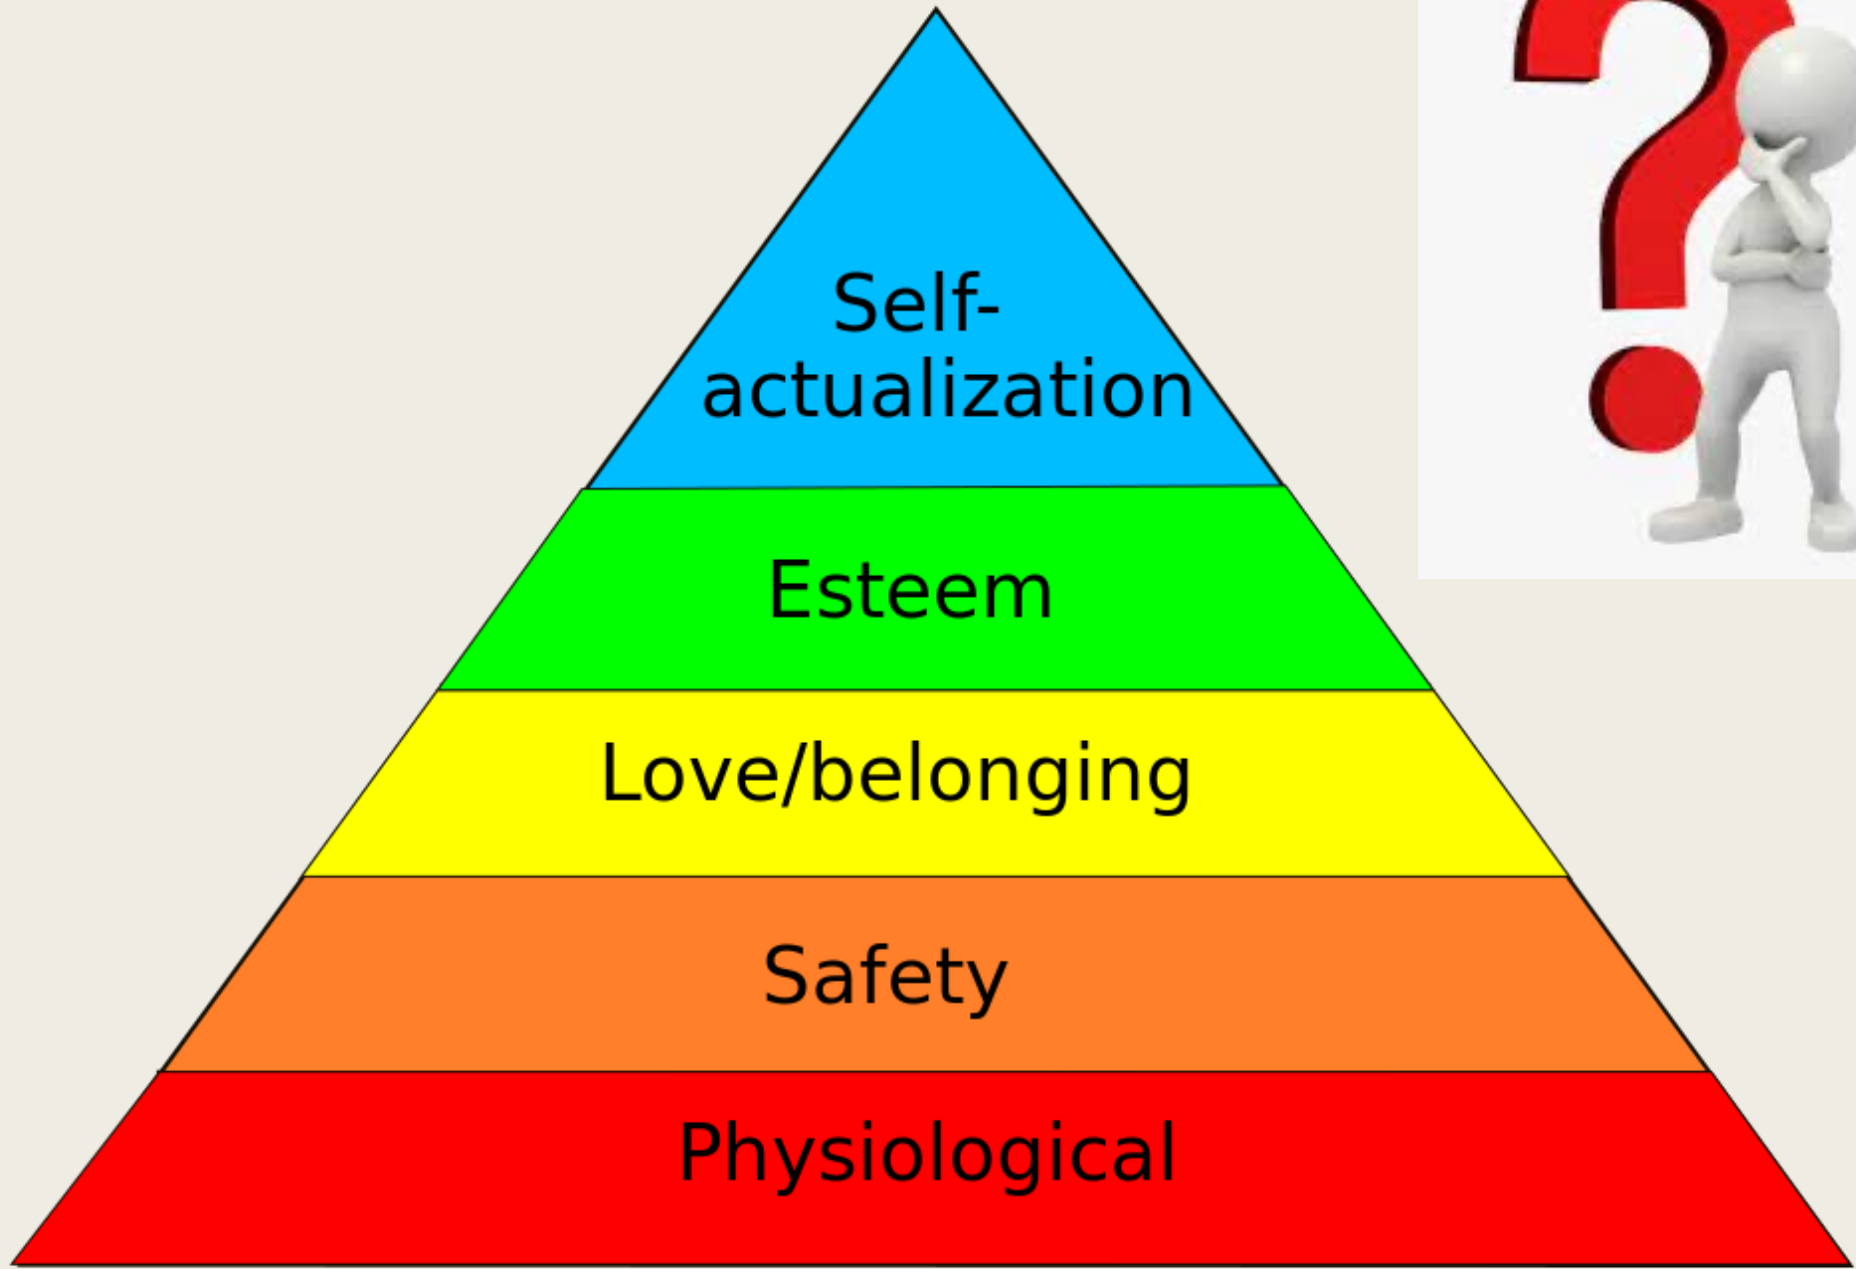 Self-
actualization
Esteem
Love/belonging
Safety
Physiological